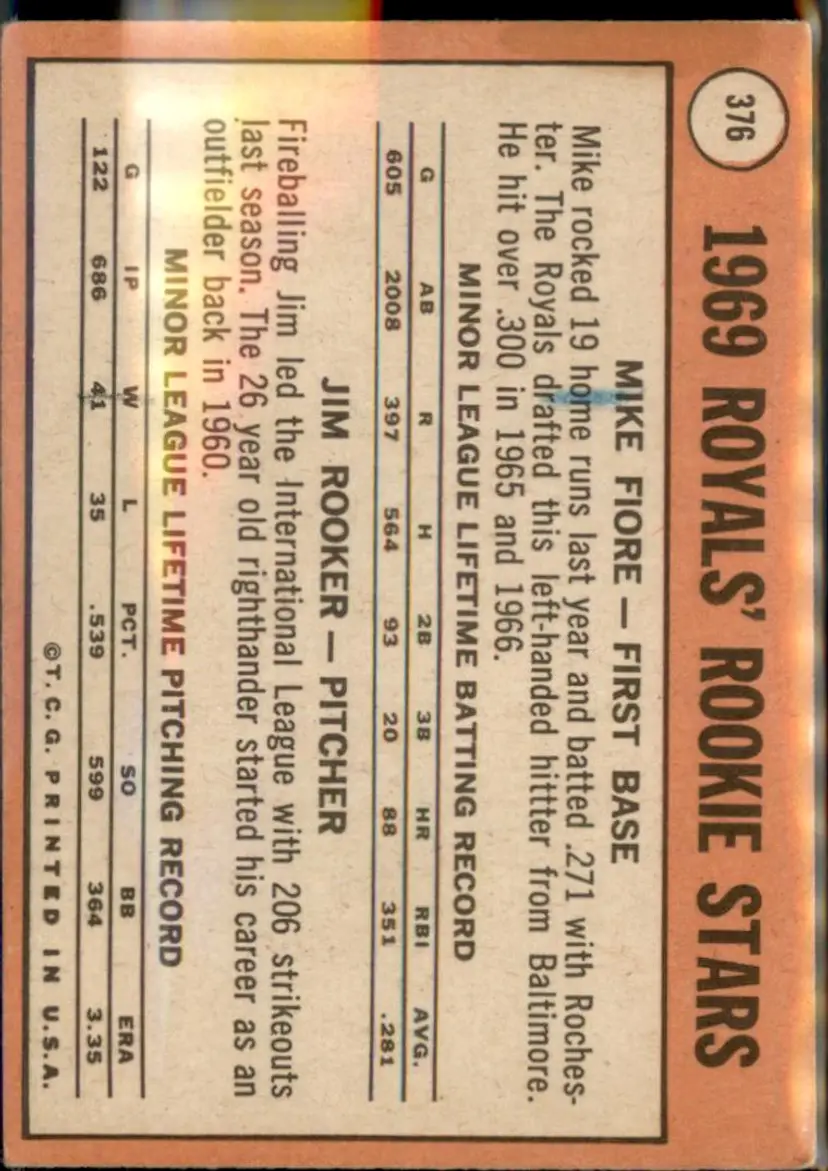 376
1969 ROYALS' ROOKIE STARS
MIKE FIORE — FIRST BASE
Mike rocked 19 home runs last year and batted .271 with Roches-
ter. The Royals drafted this left-handed hittter from Baltimore.
He hit over .300 in 1965 and 1966.
MINOR LEAGUE LIFETIME BATTING RECORD
G AB R H 2B 3B HR RBI AVG.
605 2008 397 564 93 20 88 351 .281
JIM ROOKER — PITCHER
Fireballing Jim led the International League with 206 strikeouts
last season. The 26 year old righthander started his career as an
outfielder back in 1960.
MINOR LEAGUE LIFETIME PITCHING RECORD
G IP W L PCT. SO BB ERA
122 686 41 35 .539 599 364 3.35
©T.C.G. PRINTED IN U.S.A.